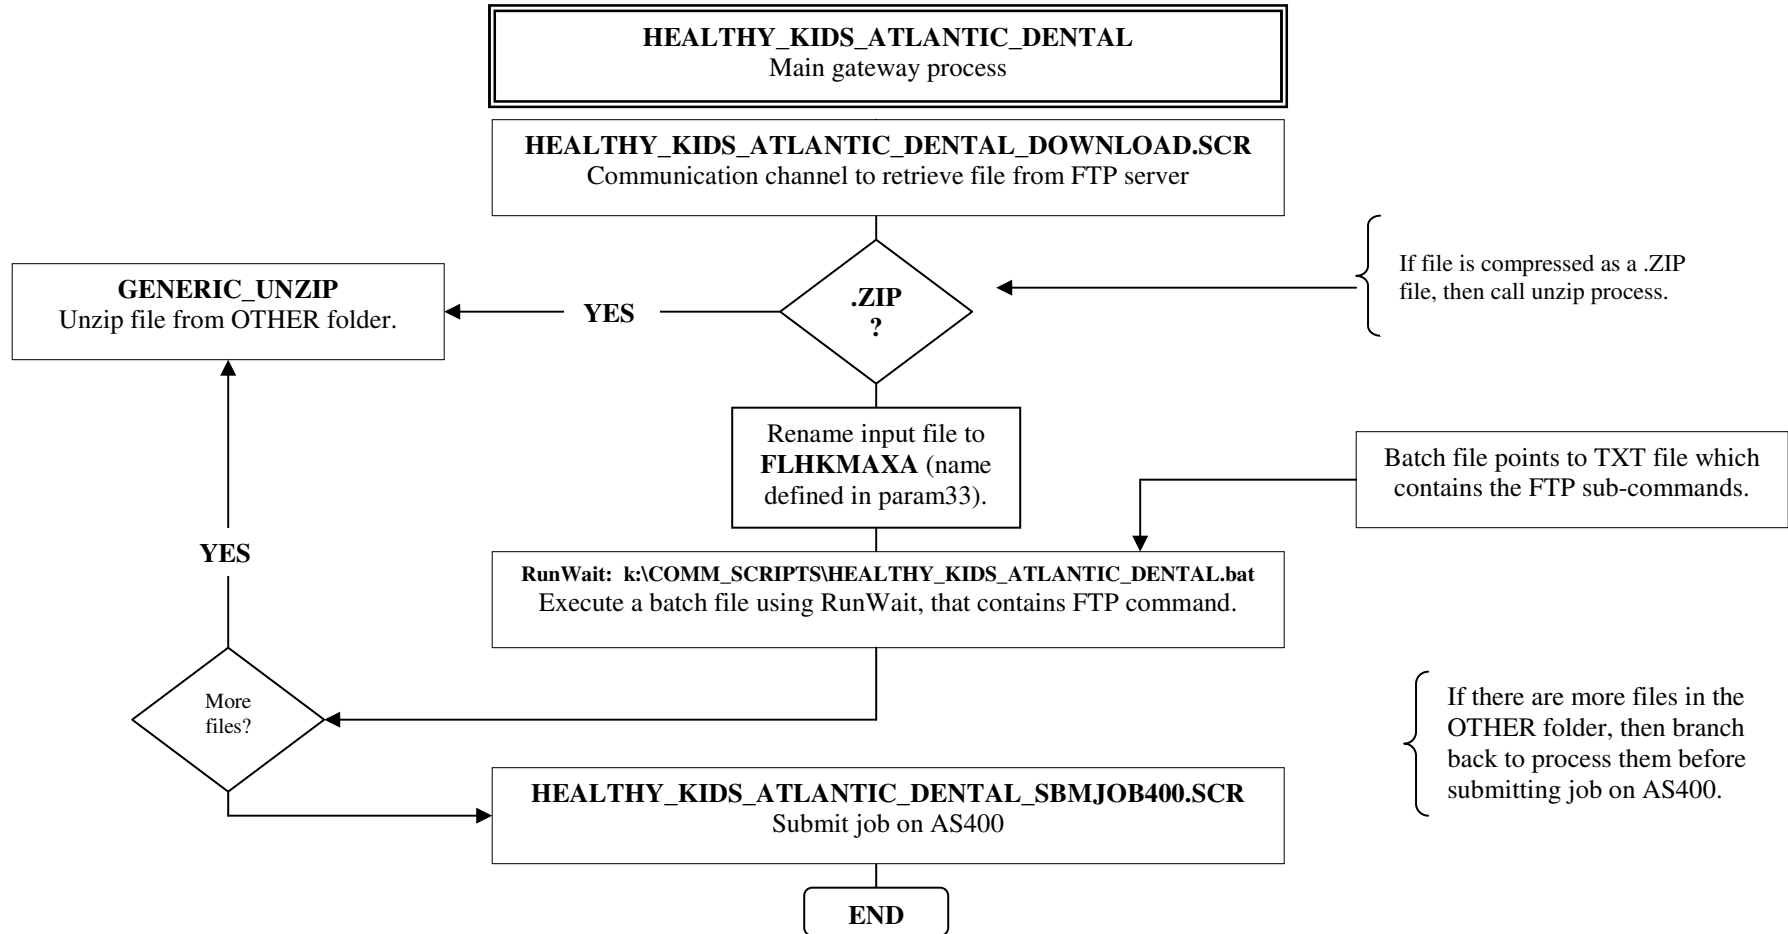 HEALTHY_KIDS_ATLANTIC_DENTAL
Main gateway process
HEALTHY_KIDS_ATLANTIC_DENTAL_DOWNLOAD.SCR
Communication channel to retrieve file from FTP server
If file is compressed as a .ZIP
file, then call unzip process.
GENERIC_UNZIP
Unzip file from OTHER folder.
YES
.ZIP
?
Rename input file to
FLHKMAXA (name
defined in param33).
Batch file points to TXT file which
contains the FTP sub-commands.
YES
RunWait: k:\COMM_SCRIPTS\HEALTHY_KIDS_ATLANTIC_DENTAL.bat
Execute a batch file using RunWait, that contains FTP command.
More
files?
If there are more files in the
OTHER folder, then branch
back to process them before
submitting job on AS400.
HEALTHY_KIDS_ATLANTIC_DENTAL_SBMJOB400.SCR
Submit job on AS400
END